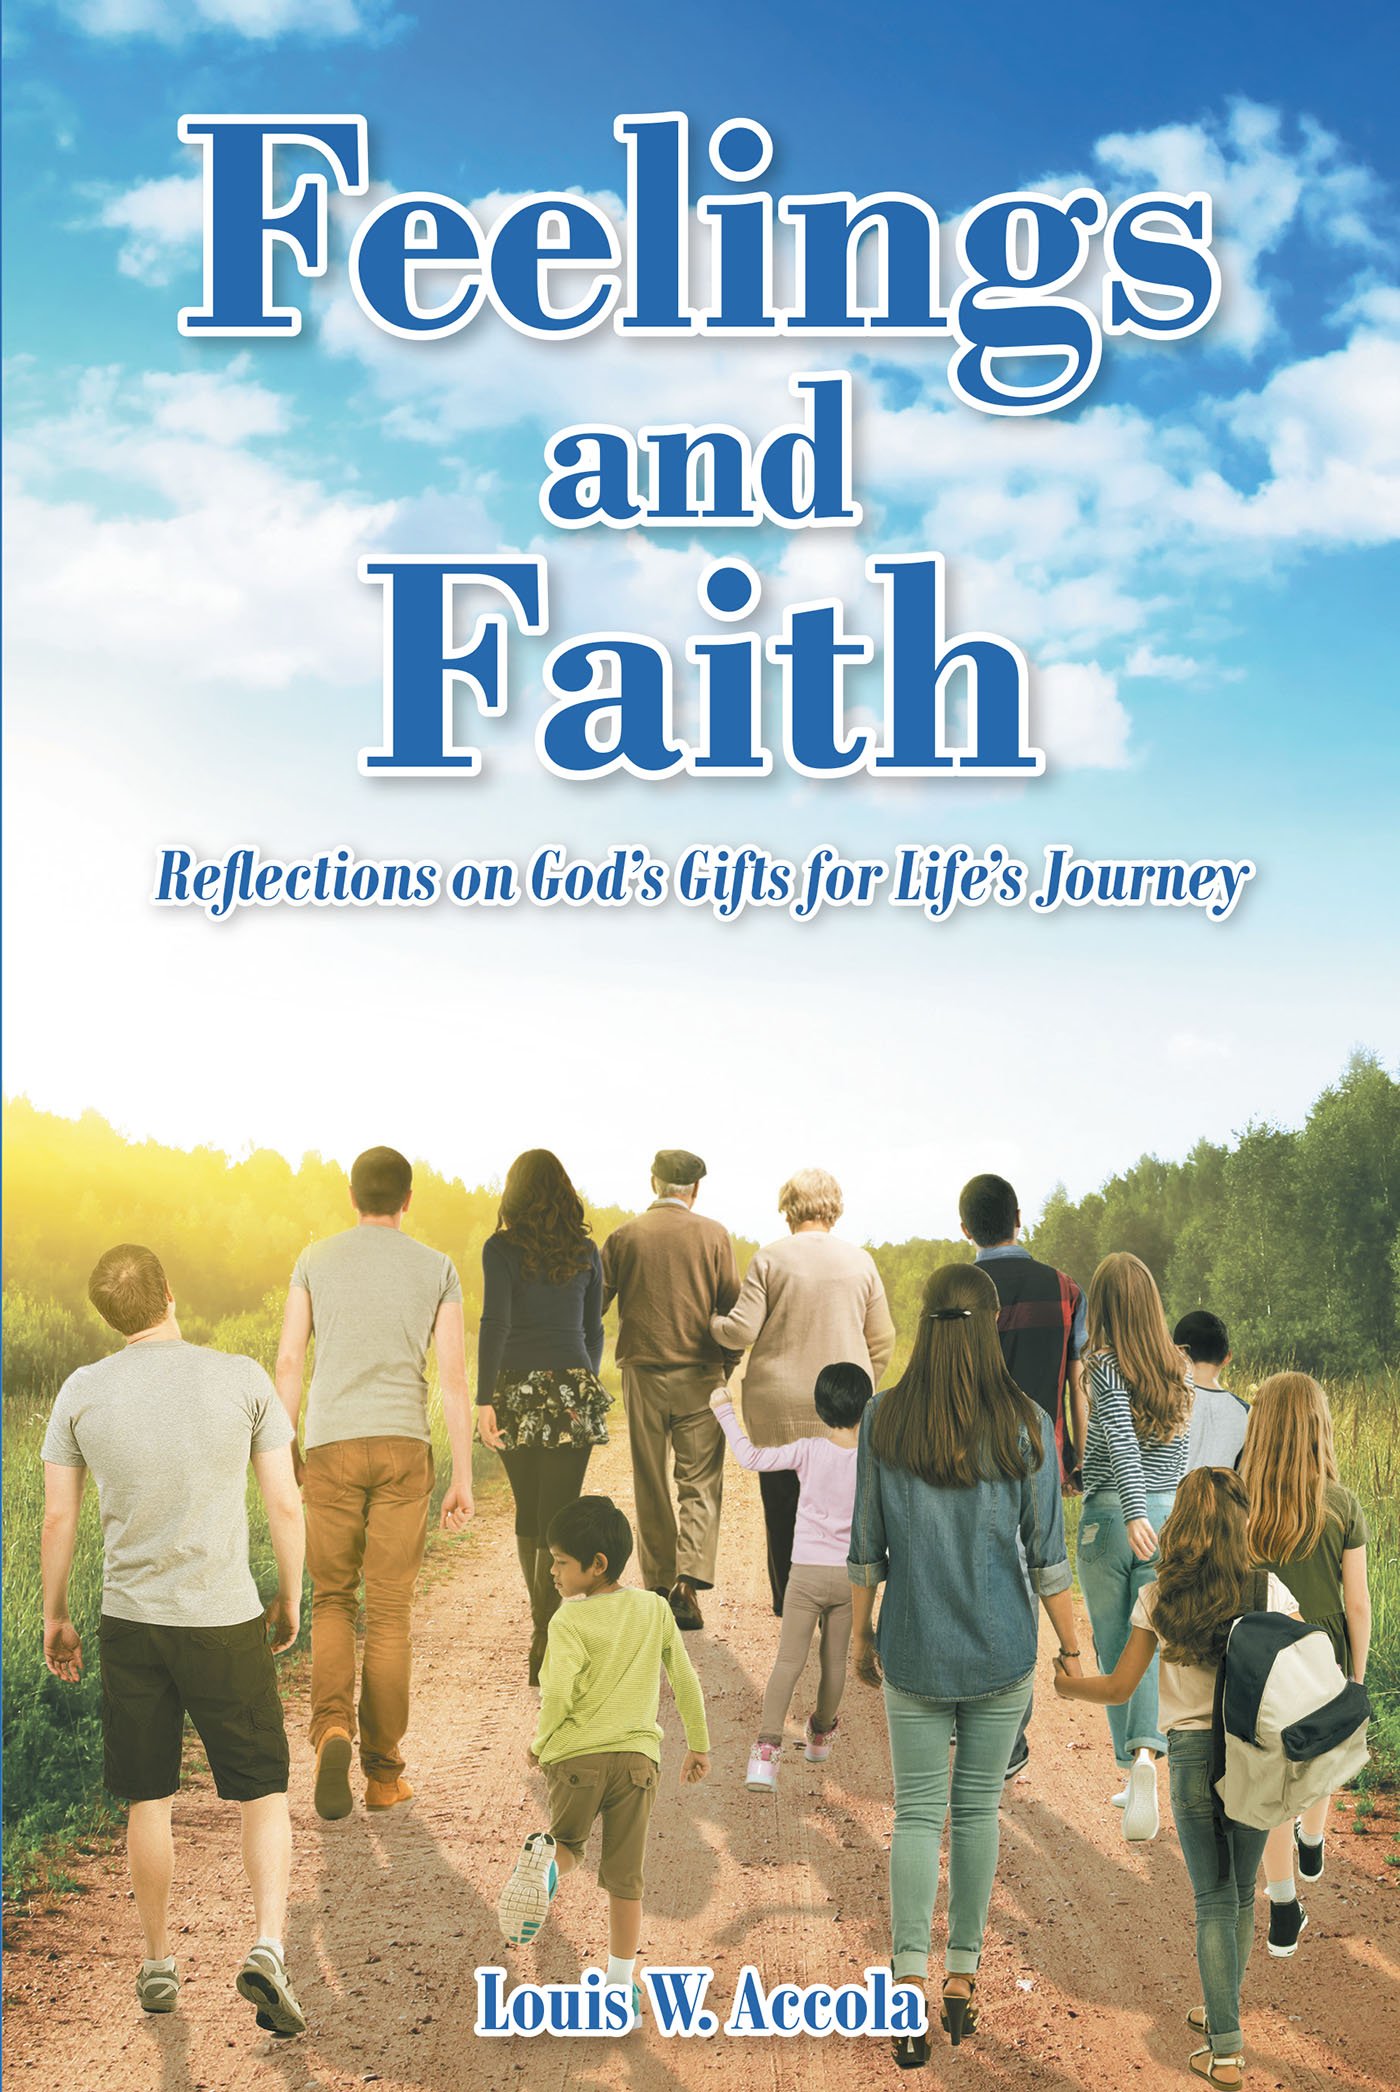 Feelings
and
Faith
Reflections on God's Gifts for Life's Journey
Louis W. Accola